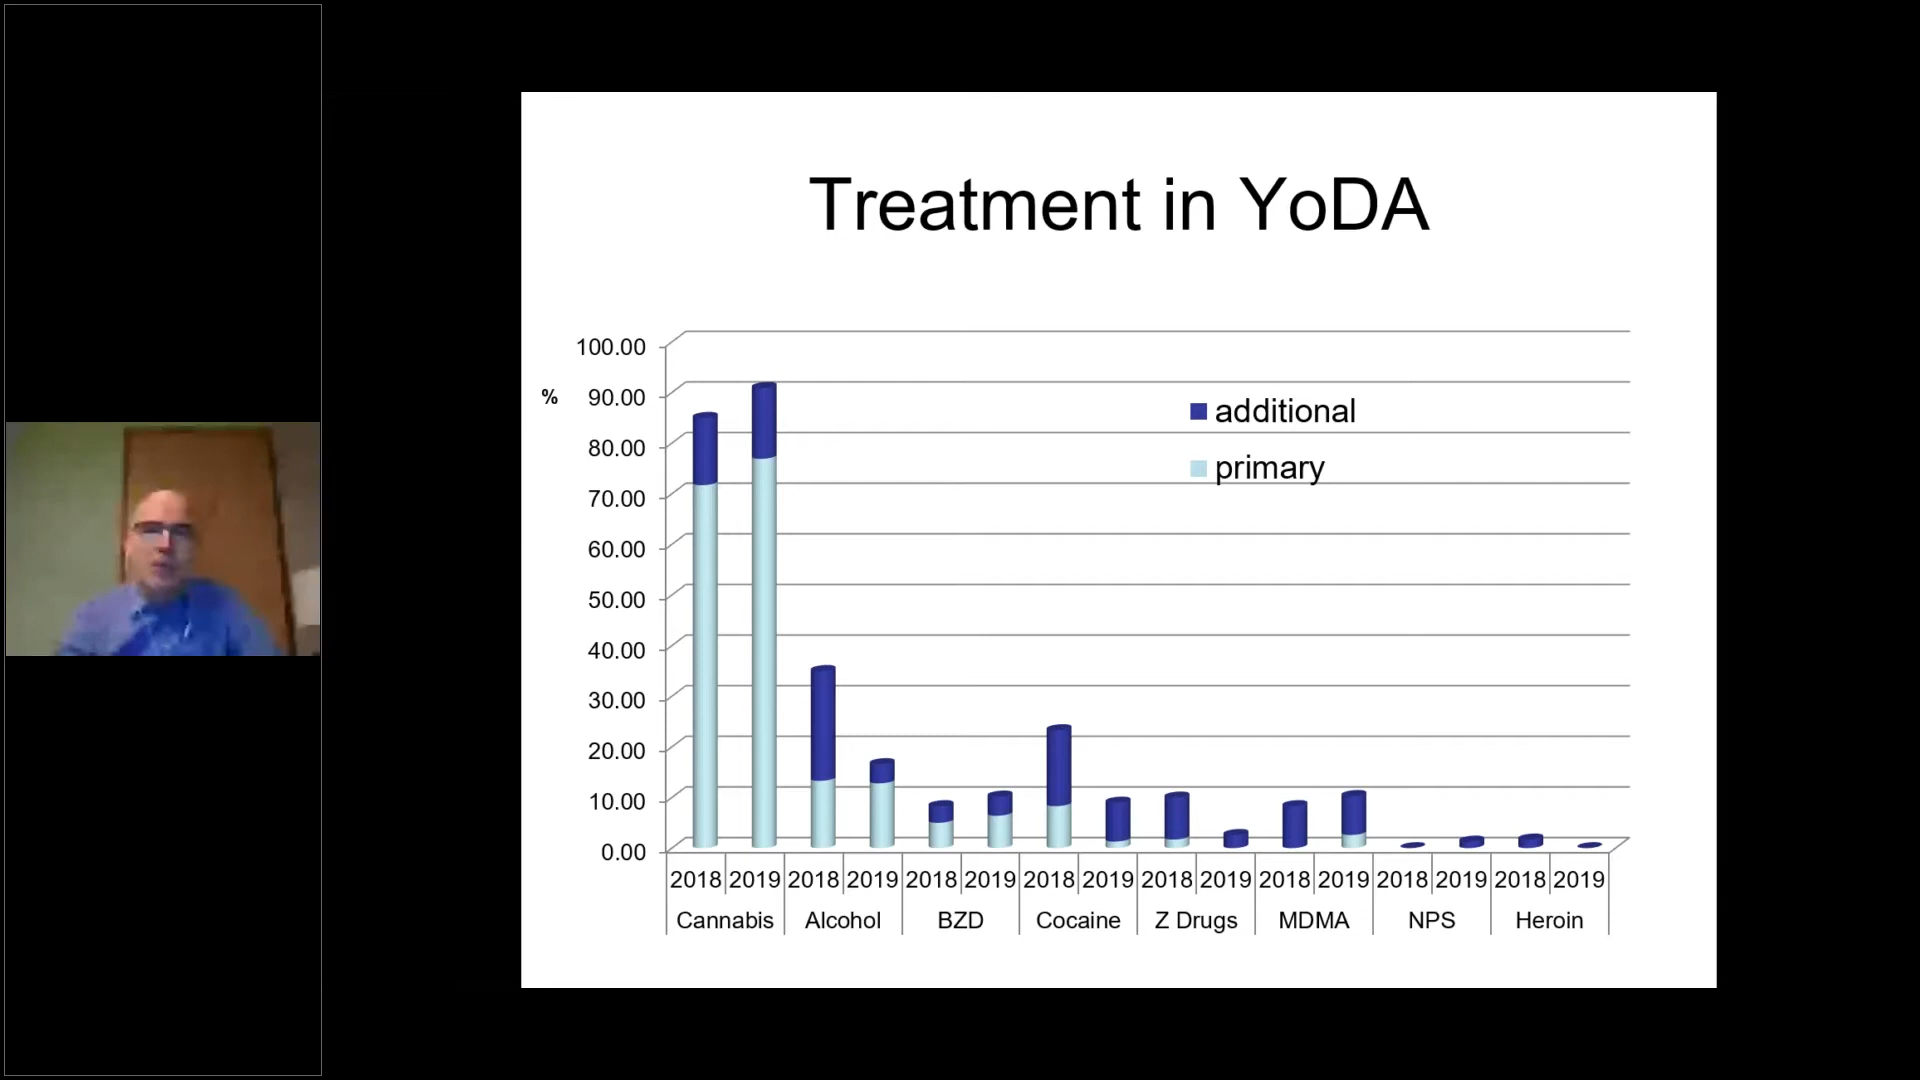 Treatment in YoDA
%
100.00
90.00
80.00
70.00
60.00
50.00
40.00
30.00
20.00
10.00
0.00
additional
primary
2018 2019 2018 2019 2018 2019 2018 2019 2018 2019 2018 2019 2018 2019 2018 2019
Cannabis Alcohol BZD Cocaine Z Drugs MDMA NPS Heroin